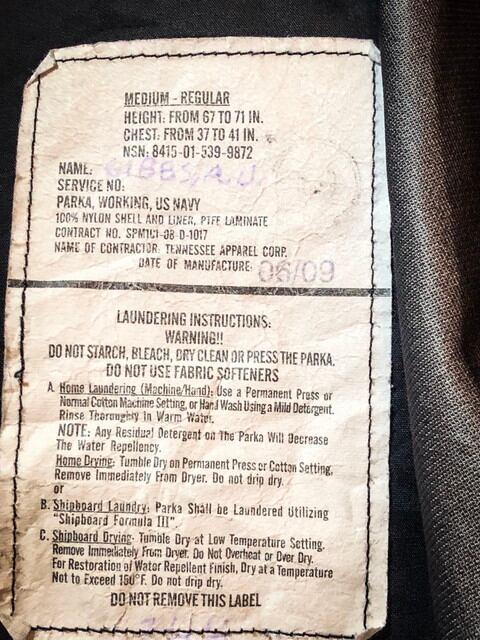 MEDIUM - REGULAR
HEIGHT: FROM 67 TO 71 IN.
CHEST: FROM 37 TO 41 IN.
NSN: 8415-01-539-9872
NAME: GIBBS, A.J.
SERVICE NO:
PARKA, WORKING, US NAVY
100% NYLON SHELL AND LINER, PTFE LAMINATE
CONTRACT NO. SPM1C1-08-D-1017
NAME OF CONTRACTOR: TENNESSEE APPAREL CORP.
DATE OF MANUFACTURE: 06/09
LAUNDERING INSTRUCTIONS:
WARNING!!
DO NOT STARCH, BLEACH, DRY CLEAN OR PRESS THE PARKA.
DO NOT USE FABRIC SOFTENERS
A. Home Laundering (Machine/Hand): Use a Permanent Press or
Normal Cotton Machine Setting, or Hand Wash Using a Mild Detergent.
Rinse Thoroughly in Warm Water.
NOTE: Any Residual Detergent on The Parka Will Decrease
The Water Repellency.
Home Drying: Tumble Dry on Permanent Press or Cotton Setting,
Remove Immediately From Dryer. Do not drip dry.
or
B. Shipboard Laundry: Parka Shall be Laundered Utilizing
"Shipboard Formula III".
C. Shipboard Drying: Tumble Dry at Low Temperature Setting.
Remove Immediately From Dryer. Do Not Overheat or Over Dry.
For Restoration of Water Repellent Finish, Dry at a Temperature
Not to Exceed 150°F. Do not drip dry.
DO NOT REMOVE THIS LABEL